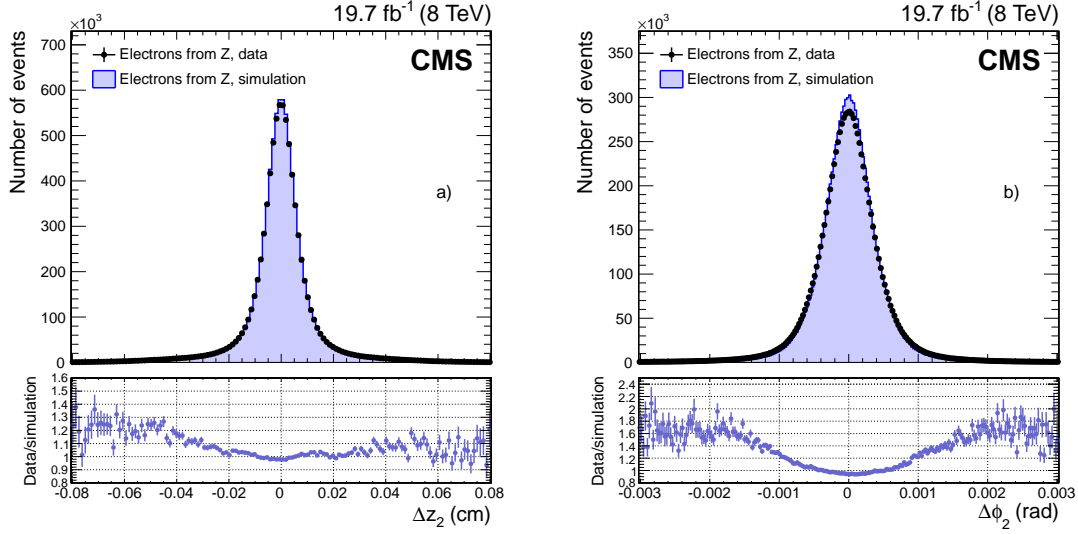 19.7 fb⁻¹ (8 TeV)
×10³
Number of events
700
600
500
400
300
200
100
0
Electrons from Z, data
Electrons from Z, simulation
CMS
a)
Data/simulation
1.6
1.5
1.4
1.3
1.2
1.1
1
0.9
0.8
-0.08 -0.06 -0.04 -0.02 0 0.02 0.04 0.06 0.08
Δz₂ (cm)
19.7 fb⁻¹ (8 TeV)
×10³
Number of events
350
300
250
200
150
100
50
0
Electrons from Z, data
Electrons from Z, simulation
CMS
b)
Data/simulation
2.4
2.2
2
1.8
1.6
1.4
1.2
1
0.8
-0.003 -0.002 -0.001 0 0.001 0.002 0.003
Δϕ₂ (rad)